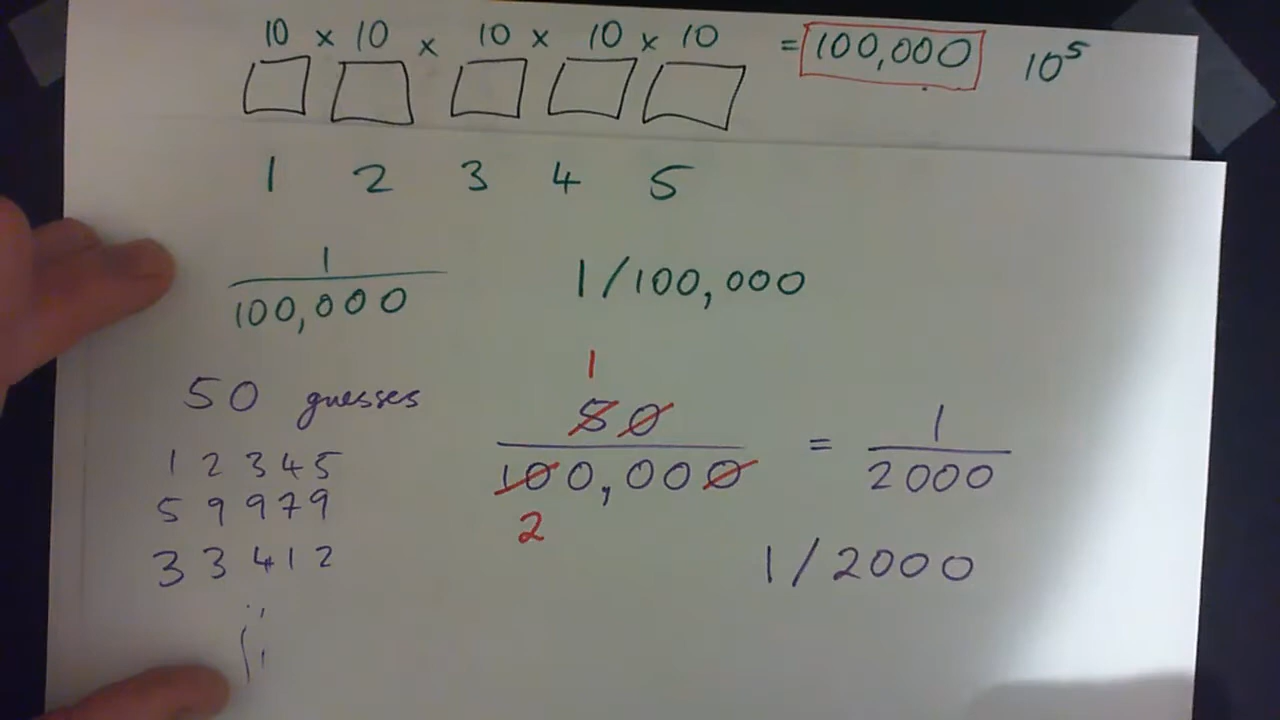 10 × 10 × 10 × 10 × 10 = 100,000 10⁵
1 2 3 4 5
1
100,000
1/100,000
50 guesses
1 2 3 4 5
5 9 9 7 9
3 3 4 1 2
1
50
100,000
2
=
1
2000
1/2000